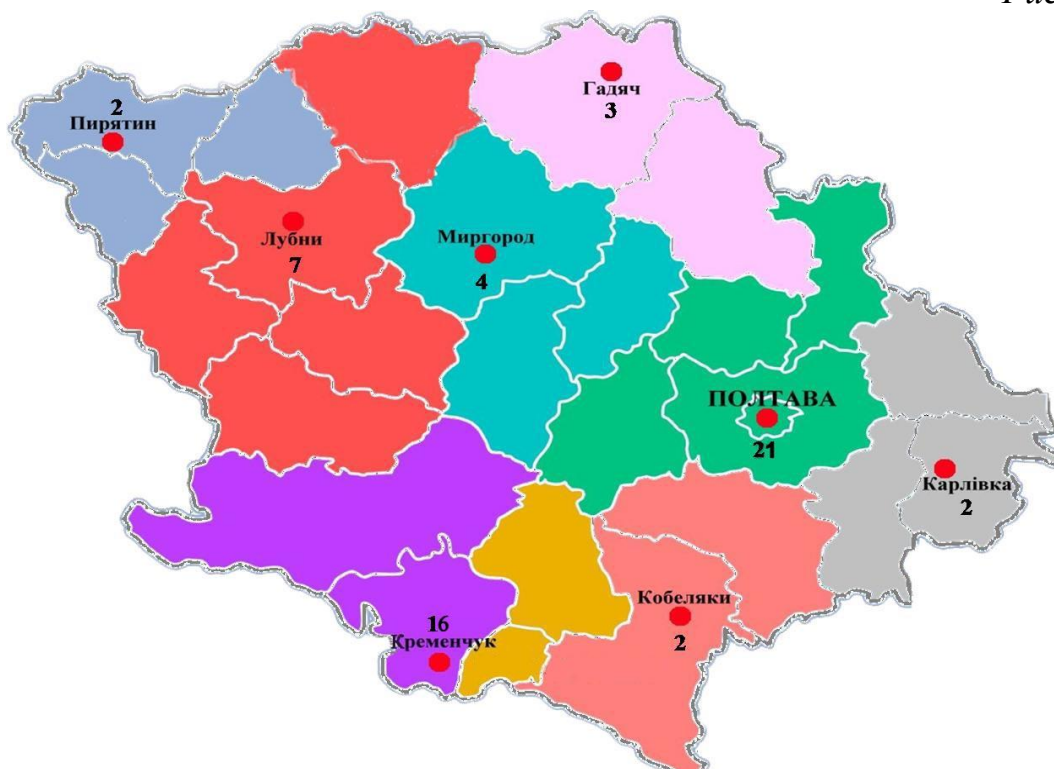 Гадяч
3
2
Пирятин
Лубни
7
Миргород
4
ПОЛТАВА
21
Карлівка
2
Кобеляки
2
16
Кременчук